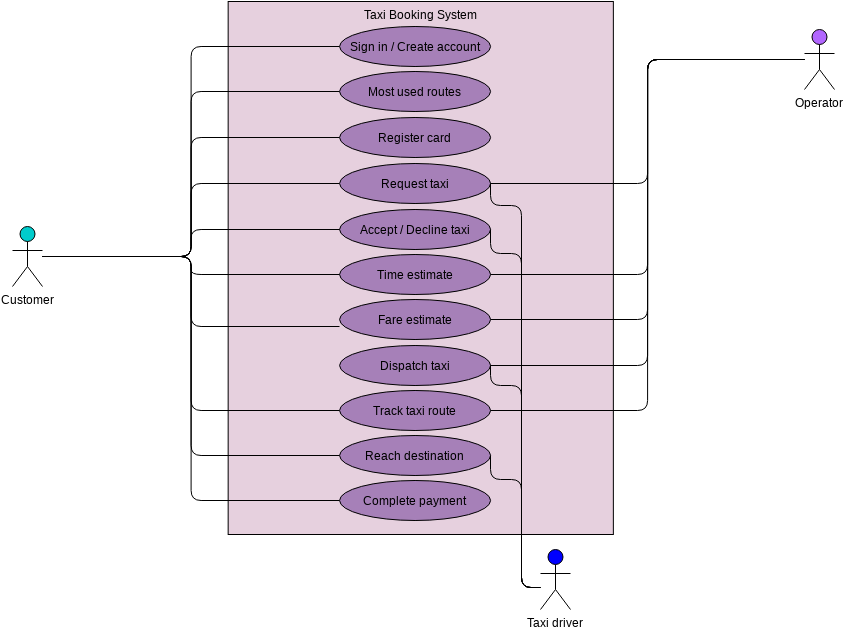 Taxi Booking System
Sign in / Create account
Most used routes
Register card
Request taxi
Accept / Decline taxi
Time estimate
Fare estimate
Dispatch taxi
Track taxi route
Reach destination
Complete payment
Customer
Operator
Taxi driver